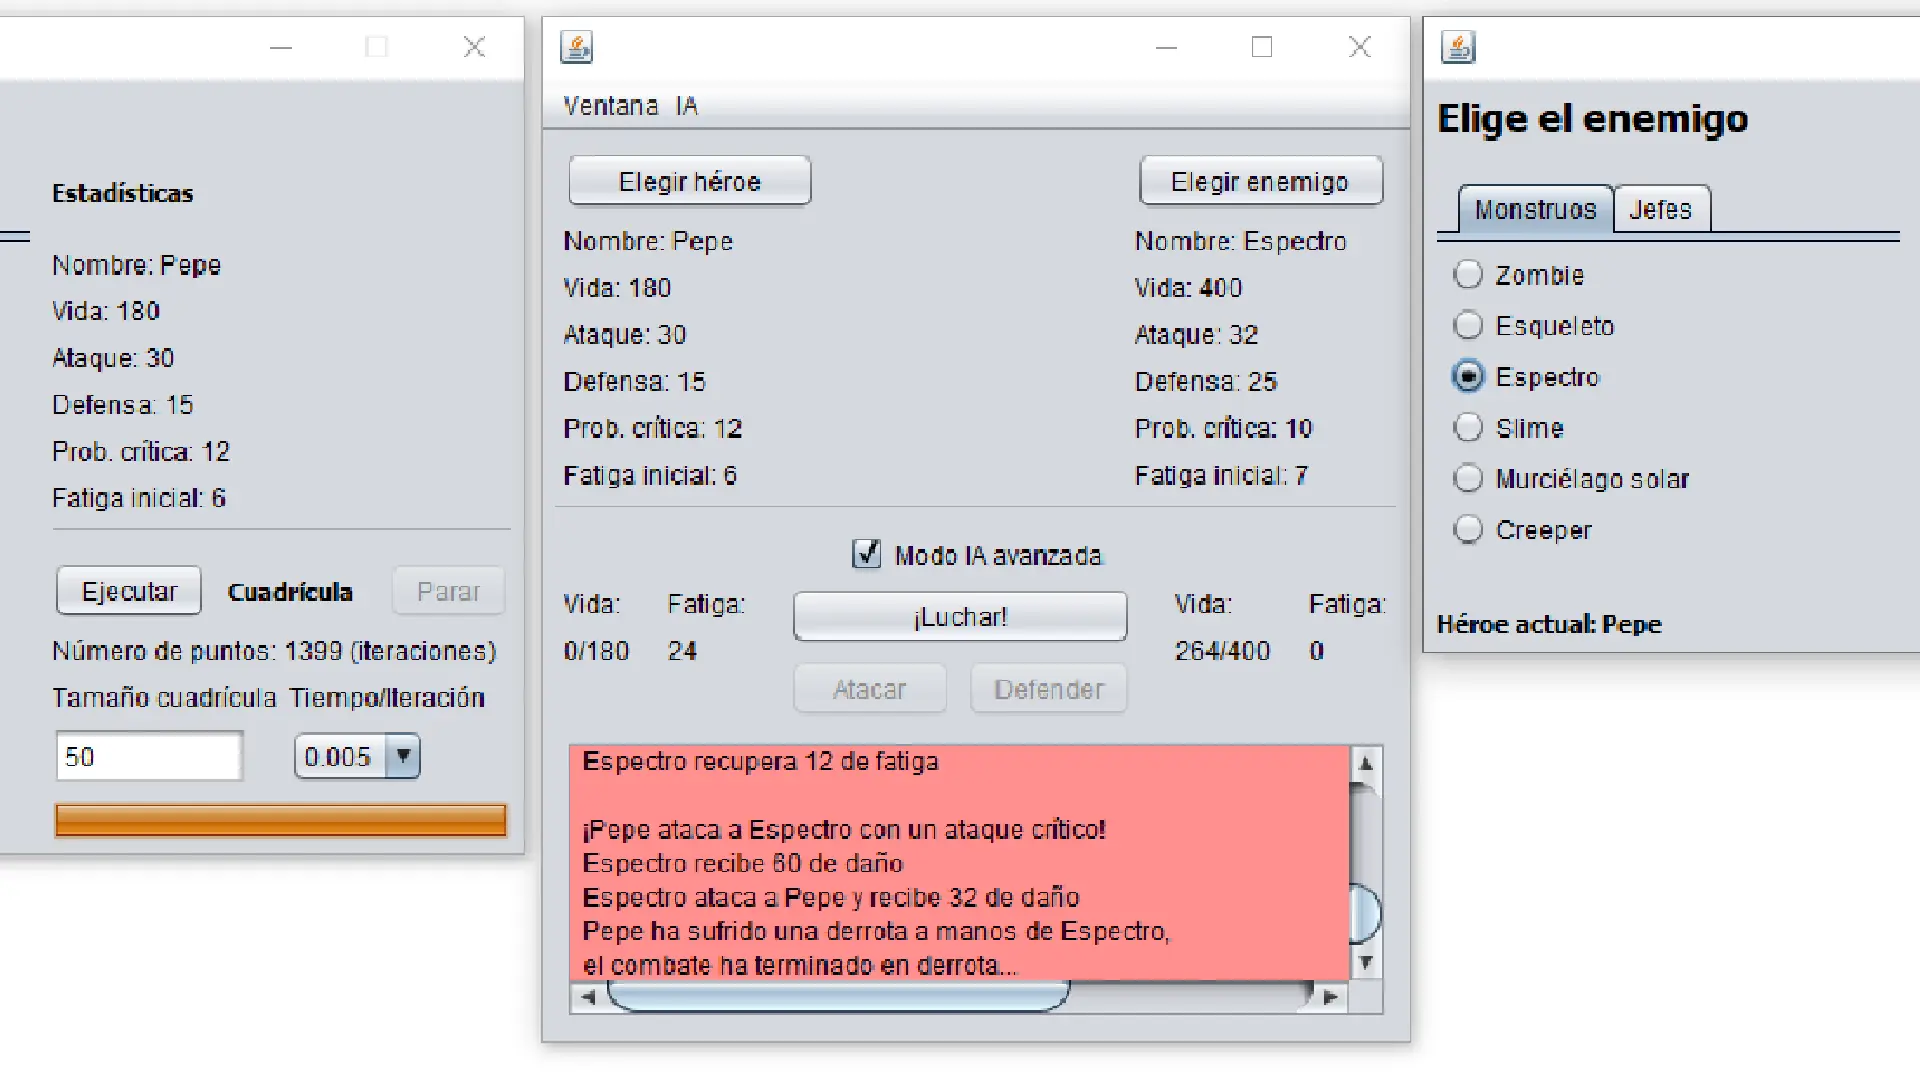 Estadísticas
Nombre: Pepe
Vida: 180
Ataque: 30
Defensa: 15
Prob. crítica: 12
Fatiga inicial: 6
Ejecutar Cuadrícula Parar
Número de puntos: 1399 (iteraciones)
Tamaño cuadrícula Tiempo/Iteración
50 0.005
Ventana IA
Elegir héroe Elegir enemigo
Nombre: Pepe Nombre: Espectro
Vida: 180 Vida: 400
Ataque: 30 Ataque: 32
Defensa: 15 Defensa: 25
Prob. crítica: 12 Prob. crítica: 10
Fatiga inicial: 6 Fatiga inicial: 7
Modo IA avanzada
Vida: Fatiga: ¡Luchar! Vida: Fatiga:
0/180 24 264/400 0
Atacar Defender
Espectro recupera 12 de fatiga
¡Pepe ataca a Espectro con un ataque crítico!
Espectro recibe 60 de daño
Espectro ataca a Pepe y recibe 32 de daño
Pepe ha sufrido una derrota a manos de Espectro,
el combate ha terminado en derrota...
Elige el enemigo
Monstruos Jefes
Zombie
Esqueleto
Espectro
Slime
Murciélago solar
Creeper
Héroe actual: Pepe